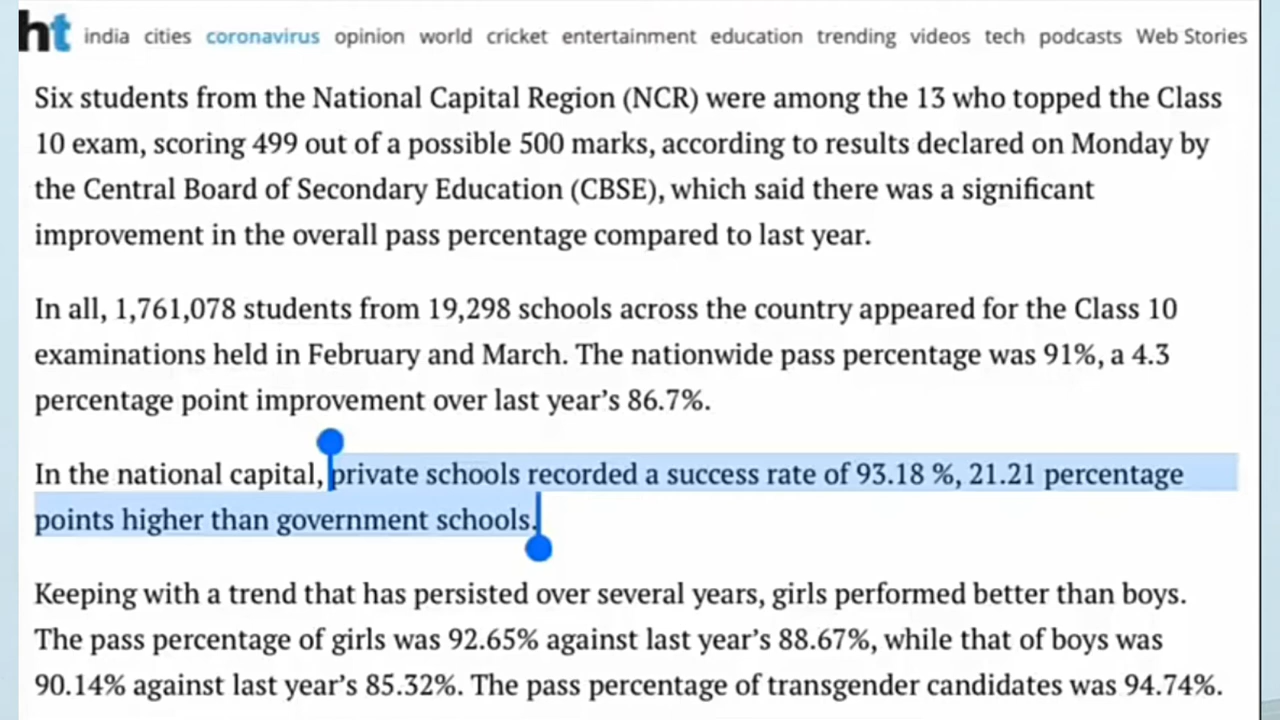 ht india cities coronavirus opinion world cricket entertainment education trending videos tech podcasts Web Stories
Six students from the National Capital Region (NCR) were among the 13 who topped the Class
10 exam, scoring 499 out of a possible 500 marks, according to results declared on Monday by
the Central Board of Secondary Education (CBSE), which said there was a significant
improvement in the overall pass percentage compared to last year.
In all, 1,761,078 students from 19,298 schools across the country appeared for the Class 10
examinations held in February and March. The nationwide pass percentage was 91%, a 4.3
percentage point improvement over last year’s 86.7%.
In the national capital, private schools recorded a success rate of 93.18 %, 21.21 percentage
points higher than government schools.
Keeping with a trend that has persisted over several years, girls performed better than boys.
The pass percentage of girls was 92.65% against last year’s 88.67%, while that of boys was
90.14% against last year’s 85.32%. The pass percentage of transgender candidates was 94.74%.